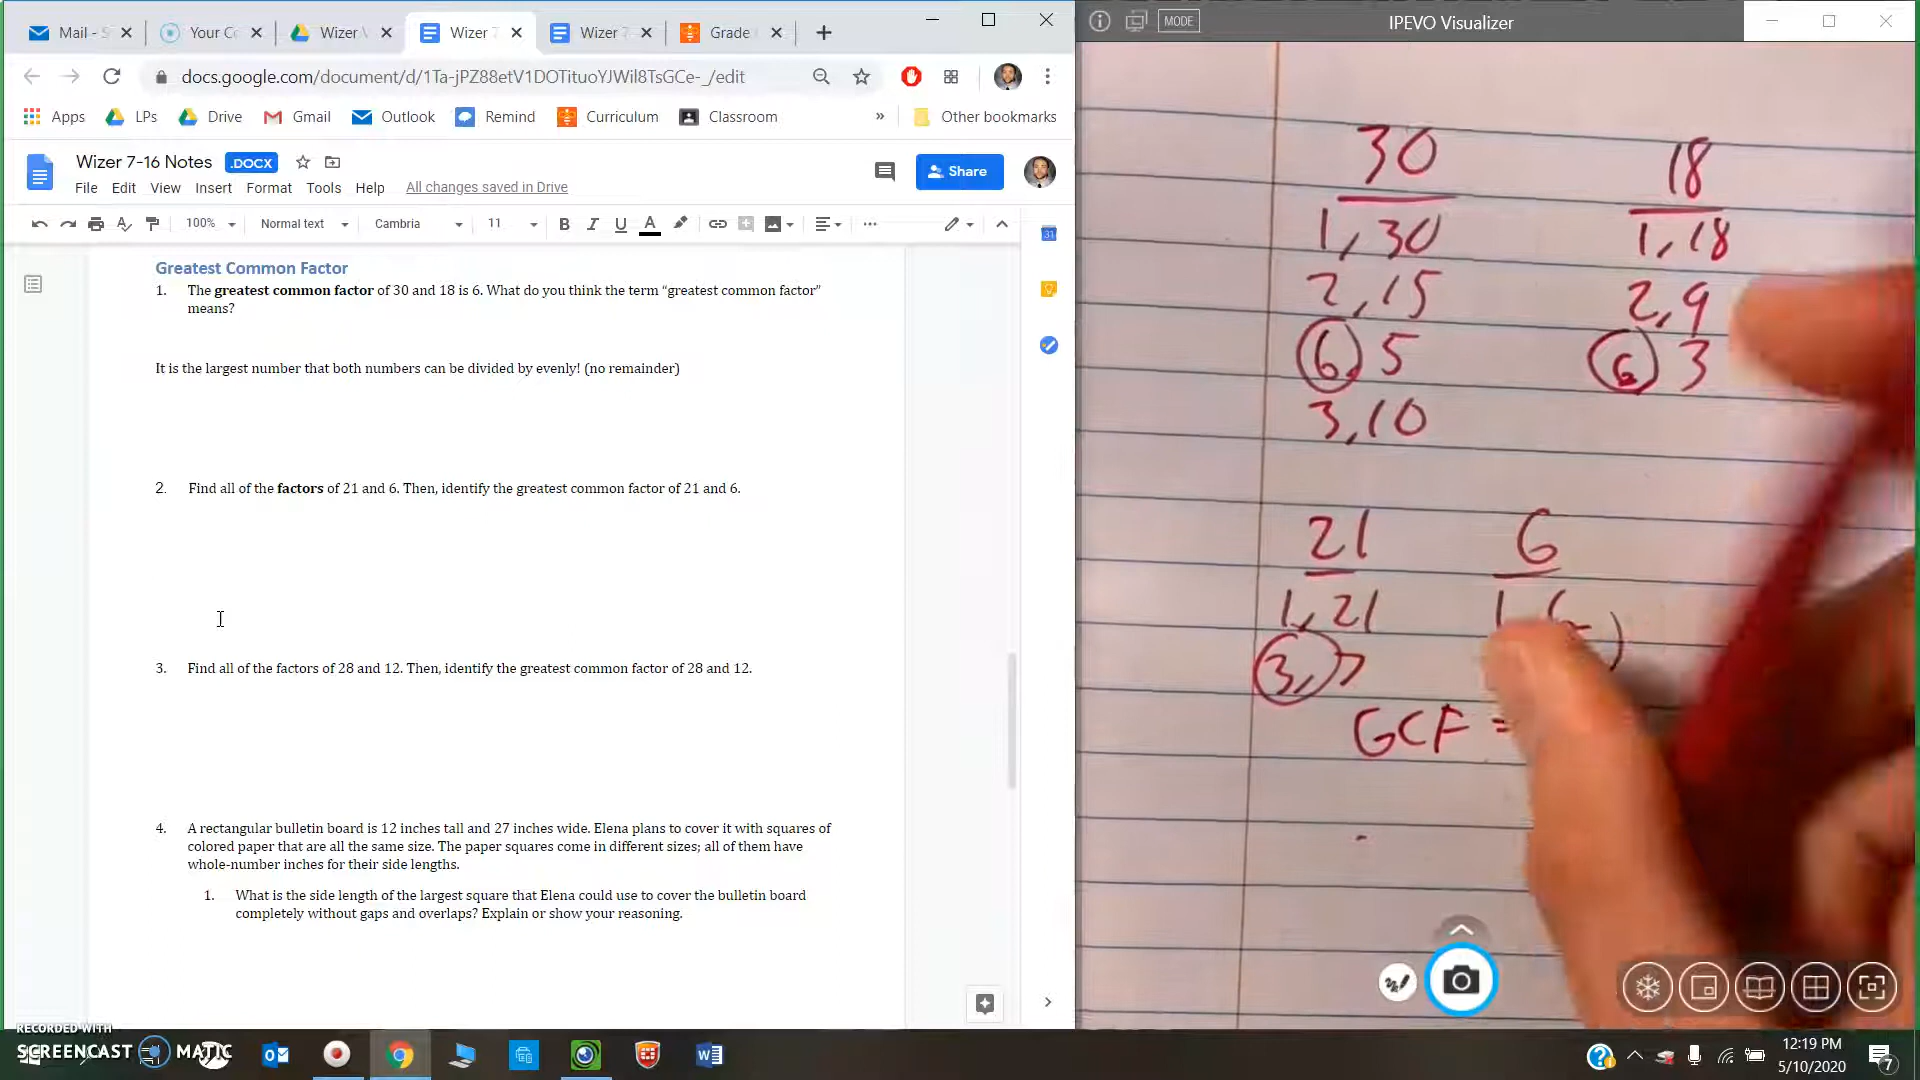 Mail - S
Your Co
Wizer V
Wizer 7-
Wizer 7-
Grade
docs.google.com/document/d/1Ta-jPZ88etV1DOTituoYJWil8TsGCe-_/edit
Apps LPs Drive Gmail Outlook Remind Curriculum Classroom » Other bookmarks
Wizer 7-16 Notes .DOCX
Share
File Edit View Insert Format Tools Help All changes saved in Drive
100% Normal text Cambria 11 B I U A
31
Greatest Common Factor
1. The greatest common factor of 30 and 18 is 6. What do you think the term “greatest common factor”
means?
It is the largest number that both numbers can be divided by evenly! (no remainder)
2. Find all of the factors of 21 and 6. Then, identify the greatest common factor of 21 and 6.
3. Find all of the factors of 28 and 12. Then, identify the greatest common factor of 28 and 12.
4. A rectangular bulletin board is 12 inches tall and 27 inches wide. Elena plans to cover it with squares of
colored paper that are all the same size. The paper squares come in different sizes; all of them have
whole-number inches for their side lengths.
1. What is the side length of the largest square that Elena could use to cover the bulletin board
completely without gaps and overlaps? Explain or show your reasoning.
MODE
IPEVO Visualizer
30 18
1, 30 1, 18
2, 15 2, 9
6, 5 6, 3
3, 10
21 6
1, 21 1, 6
3, 7
GCF =
RECORDED WITH
SCREENCAST MATIC
12:19 PM
5/10/2020
7